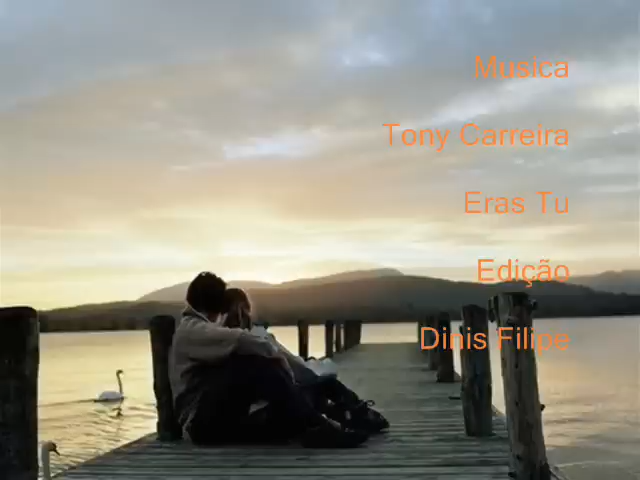 Musica
Tony Carreira
Eras Tu
Edição
Dinis Filipe